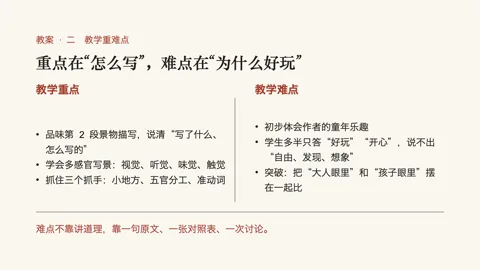 教案 · 二 教学重难点
重点在“怎么写”，难点在“为什么好玩”
教学重点
• 品味第 2 段景物描写，说清“写了什么、
怎么写的”
• 学会多感官写景：视觉、听觉、味觉、触觉
• 抓住三个抓手：小地方、五官分工、准动词
教学难点
• 初步体会作者的童年乐趣
• 学生多半只答“好玩”“开心”，说不出
“自由、发现、想象”
• 突破：把“大人眼里”和“孩子眼里”摆
在一起比
难点不靠讲道理，靠一句原文、一张对照表、一次讨论。